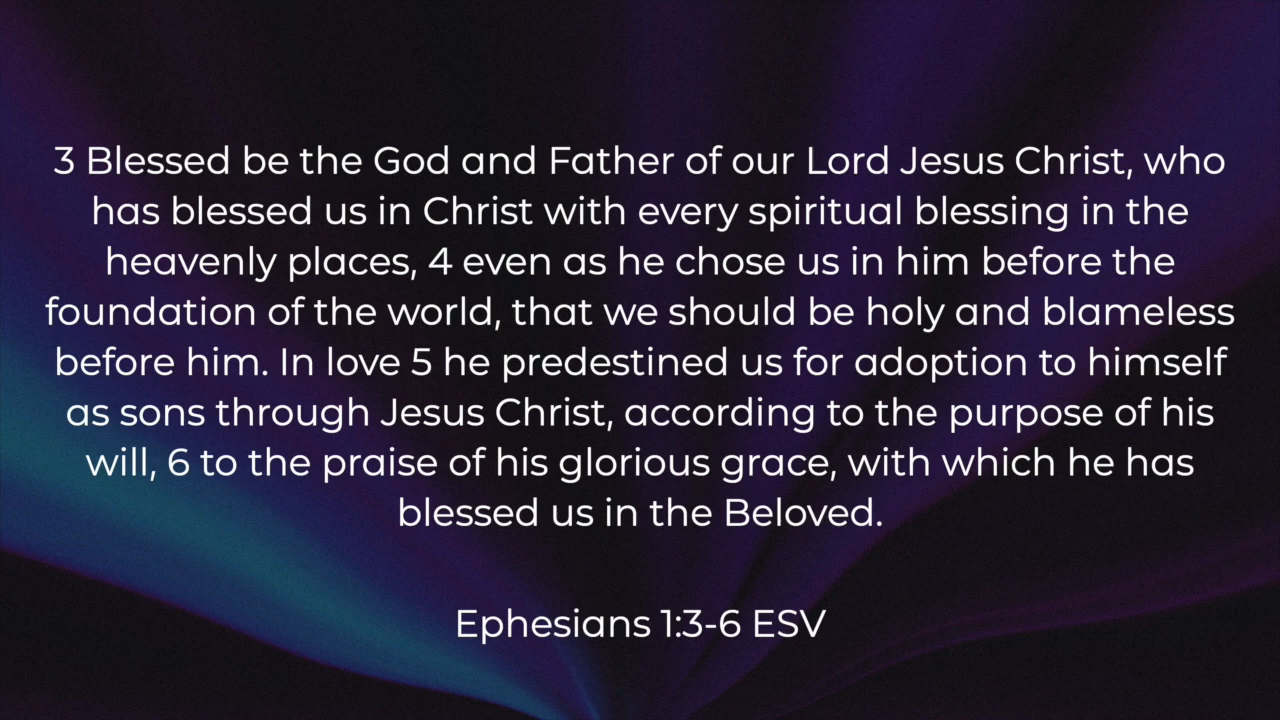 3 Blessed be the God and Father of our Lord Jesus Christ, who
has blessed us in Christ with every spiritual blessing in the
heavenly places, 4 even as he chose us in him before the
foundation of the world, that we should be holy and blameless
before him. In love 5 he predestined us for adoption to himself
as sons through Jesus Christ, according to the purpose of his
will, 6 to the praise of his glorious grace, with which he has
blessed us in the Beloved.
Ephesians 1:3-6 ESV